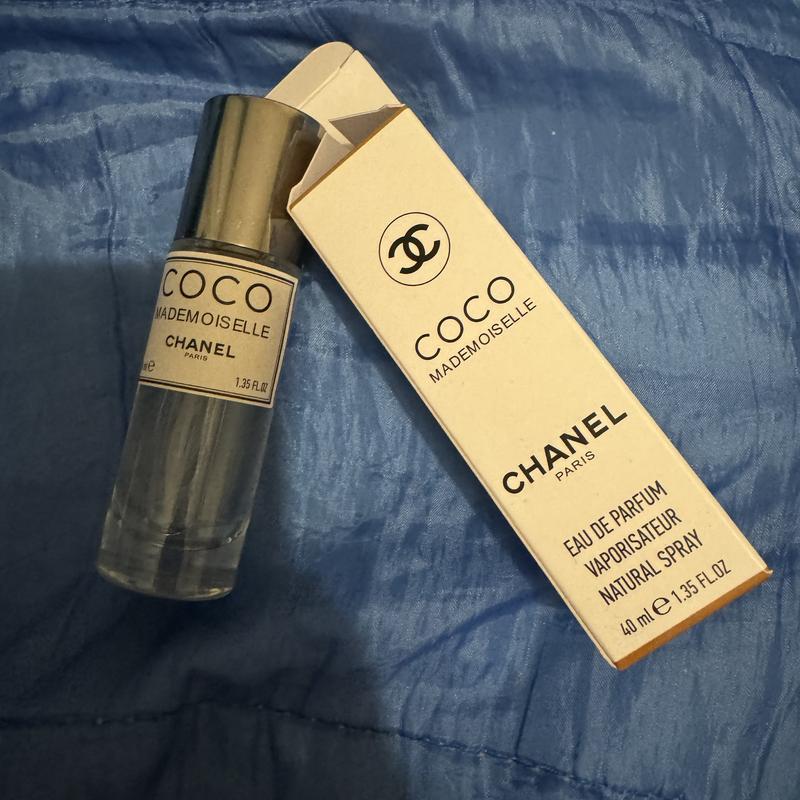 COCO
MADEMOISELLE
CHANEL
PARIS
1.35 FL.OZ
COCO
MADEMOISELLE
CHANEL
PARIS
EAU DE PARFUM
VAPORISATEUR
NATURAL SPRAY
40 ml e 1.35 FL.OZ